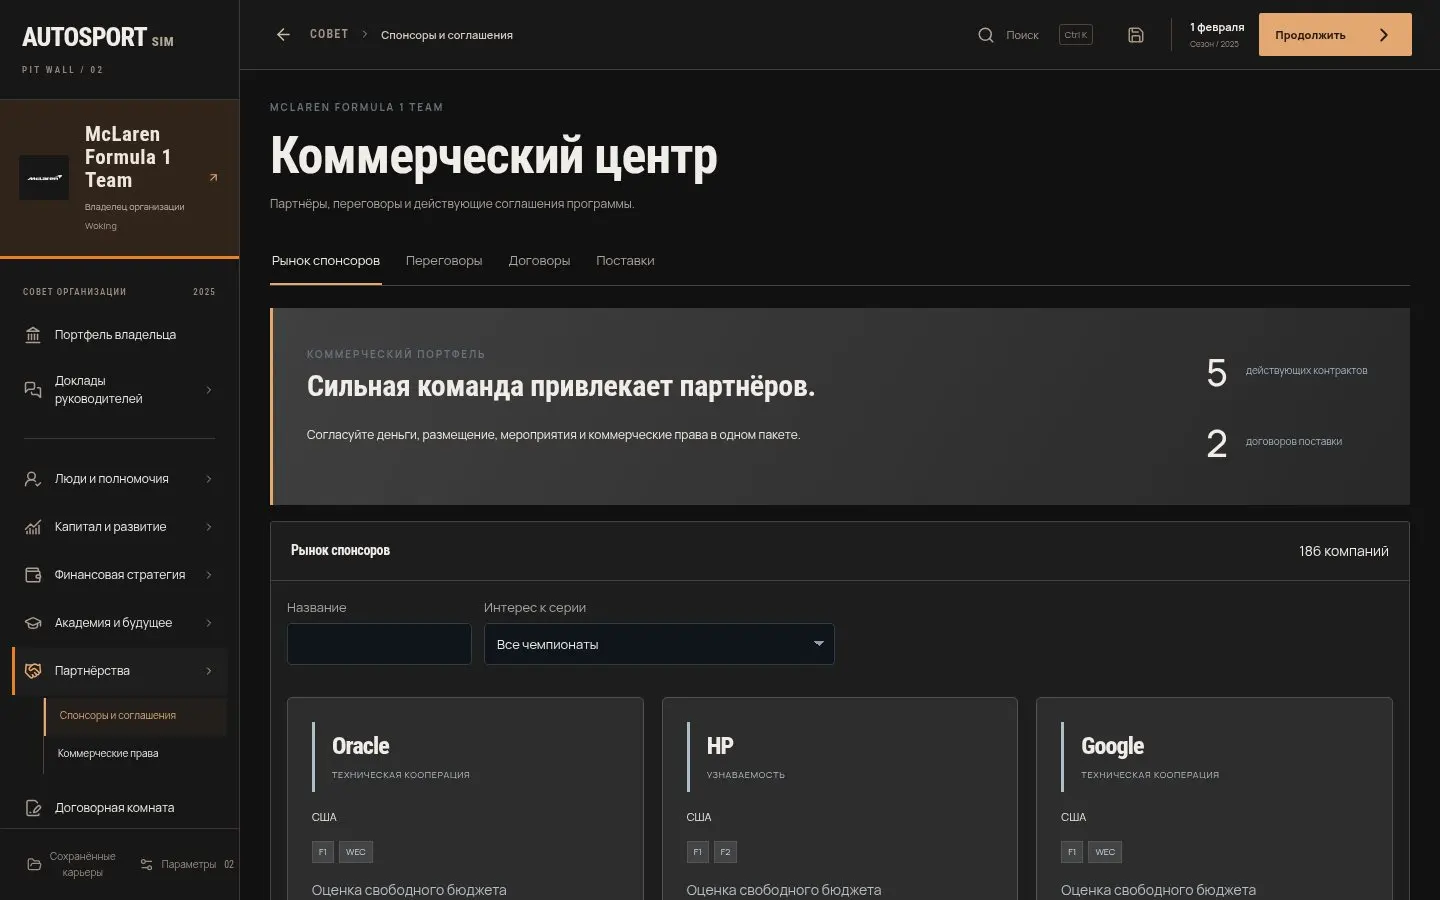 AUTOSPORT SIM
PIT WALL / 02
McLaren
McLaren
Formula 1
Team
Владелец организации
Woking
СОВЕТ ОРГАНИЗАЦИИ 2025
Портфель владельца
Доклады
руководителей
Люди и полномочия
Капитал и развитие
Финансовая стратегия
Академия и будущее
Партнёрства
Спонсоры и соглашения
Коммерческие права
Договорная комната
Сохранённые
карьеры
Параметры 02
СОВЕТ
Спонсоры и соглашения
Поиск
Ctrl K
1 февраля
Сезон / 2025
Продолжить
MCLAREN FORMULA 1 TEAM
Коммерческий центр
Партнёры, переговоры и действующие соглашения программы.
Рынок спонсоров Переговоры Договоры Поставки
КОММЕРЧЕСКИЙ ПОРТФЕЛЬ
Сильная команда привлекает партнёров.
Согласуйте деньги, размещение, мероприятия и коммерческие права в одном пакете.
5 действующих контрактов
2 договоров поставки
Рынок спонсоров 186 компаний
Название Интерес к серии
Все чемпионаты
Oracle
ТЕХНИЧЕСКАЯ КООПЕРАЦИЯ
США
F1 WEC
Оценка свободного бюджета
HP
УЗНАВАЕМОСТЬ
США
F1 F2
Оценка свободного бюджета
Google
ТЕХНИЧЕСКАЯ КООПЕРАЦИЯ
США
F1 WEC
Оценка свободного бюджета